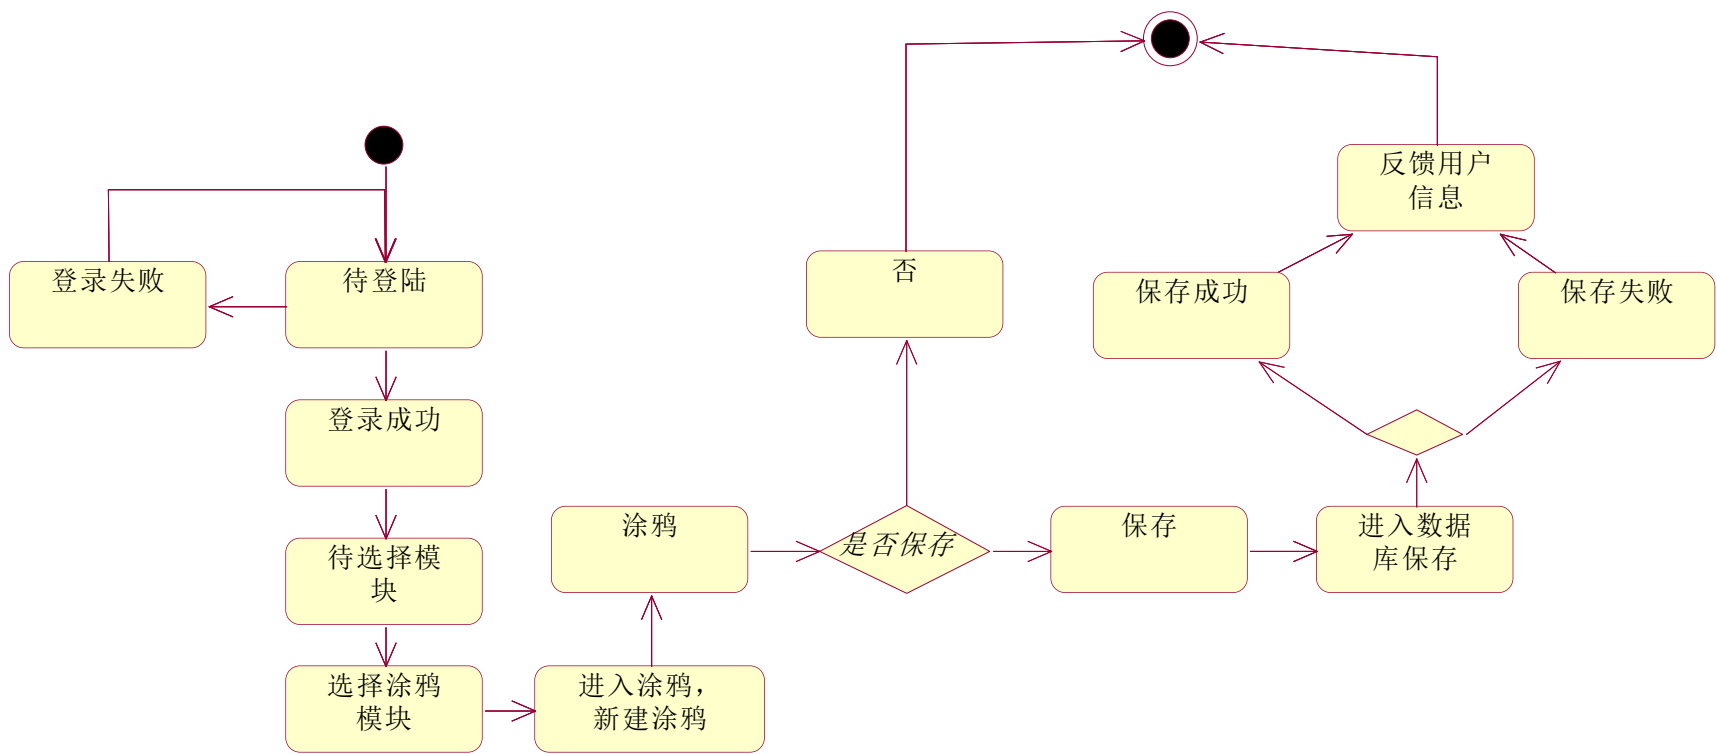 反馈用户
信息
登录失败
待登陆
否
保存成功
保存失败
登录成功
涂鸦
是否保存
保存
进入数据
库保存
待选择模
块
选择涂鸦
模块
进入涂鸦，
新建涂鸦